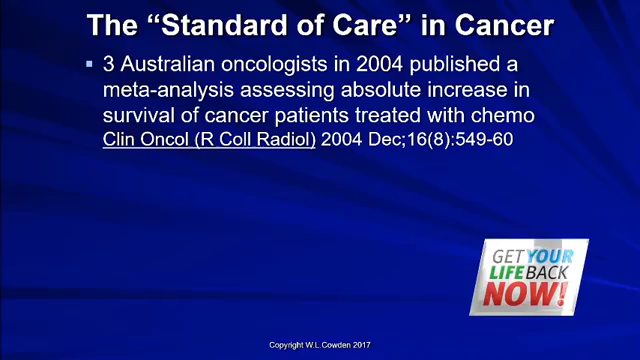 The “Standard of Care” in Cancer
▪ 3 Australian oncologists in 2004 published a
meta-analysis assessing absolute increase in
survival of cancer patients treated with chemo
Clin Oncol (R Coll Radiol) 2004 Dec;16(8):549-60
GET YOUR
LIFE BACK
NOW!
Copyright W.L.Cowden 2017